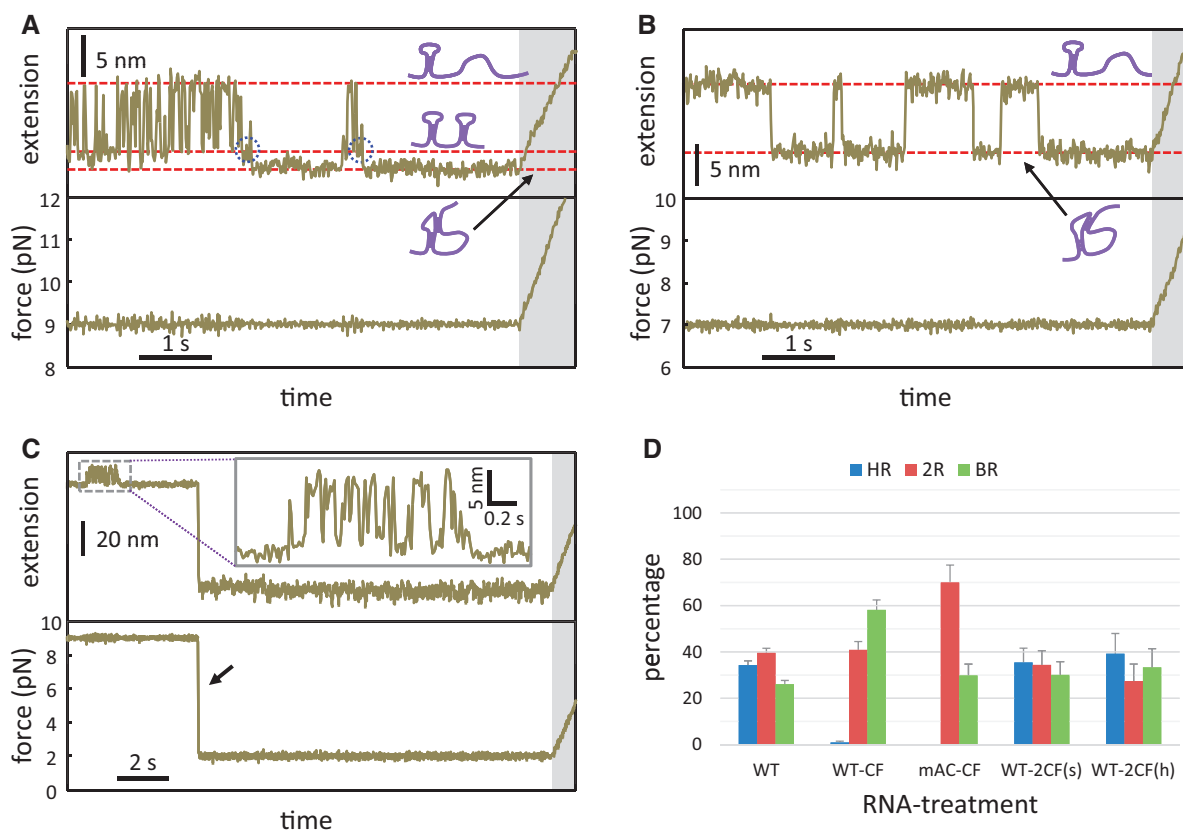 A
5 nm
extension
12
11
10
9
8
force (pN)
1 s
time
B
5 nm
extension
10
9
8
7
6
force (pN)
1 s
time
C
5 nm
0.2 s
20 nm
extension
10
8
6
4
2
0
force (pN)
2 s
time
D
HR 2R BR
100
80
60
40
20
0
percentage
WT WT-CF mAC-CF WT-2CF(s) WT-2CF(h)
RNA-treatment